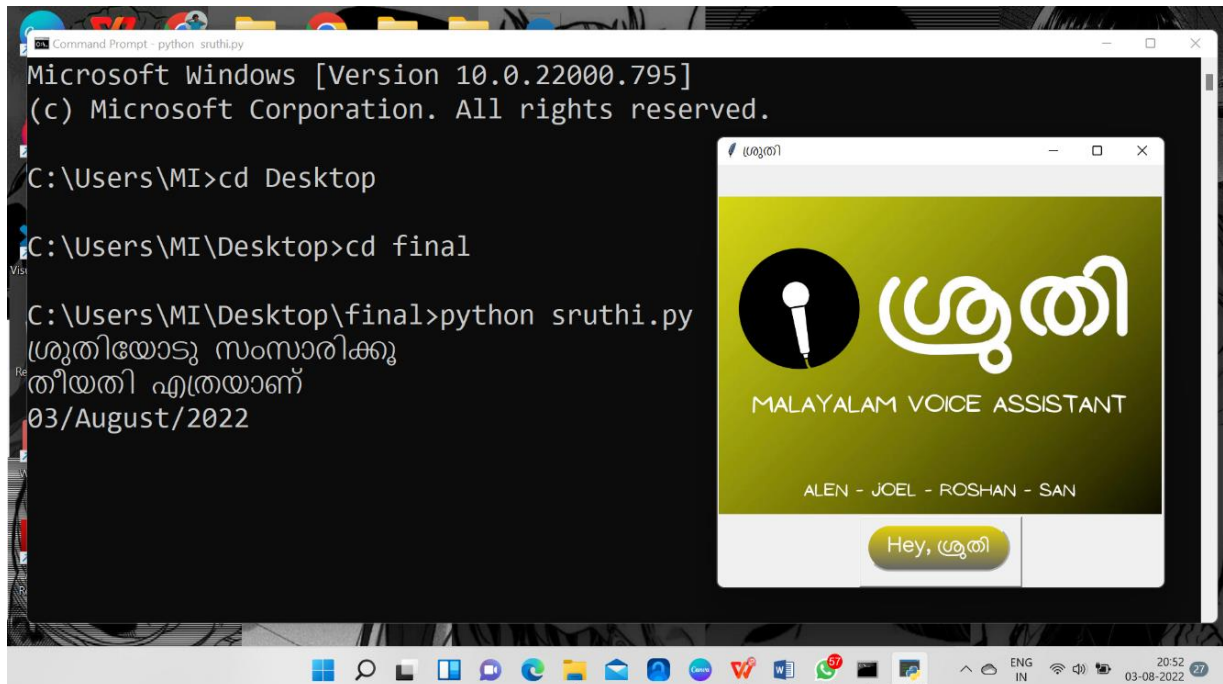 Command Prompt - python sruthi.py
Microsoft Windows [Version 10.0.22000.795]
(c) Microsoft Corporation. All rights reserved.
C:\Users\MI>cd Desktop
C:\Users\MI\Desktop>cd final
C:\Users\MI\Desktop\final>python sruthi.py
ശ്രുതിയോടു സംസാരിക്കൂ
തീയതി എത്രയാണ്
03/August/2022
ശ്രുതി
ശ്രുതി
MALAYALAM VOICE ASSISTANT
ALEN - JOEL - ROSHAN - SAN
Hey, ശ്രുതി
57
ENG
IN
20:52
03-08-2022
27